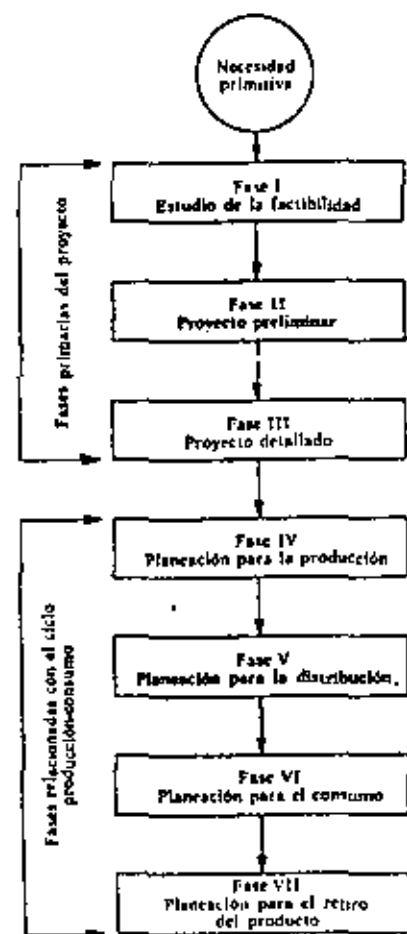 Necesidad
primitiva
Fases primarias del proyecto
Fase I
Estudio de la factibilidad
Fase II
Proyecto preliminar
Fase III
Proyecto detallado
Fases relacionadas con el ciclo
producción-consumo
Fase IV
Planeación para la producción
Fase V
Planeación para la distribución.
Fase VI
Planeación para el consumo
Fase VII
Planeación para el retiro
del producto